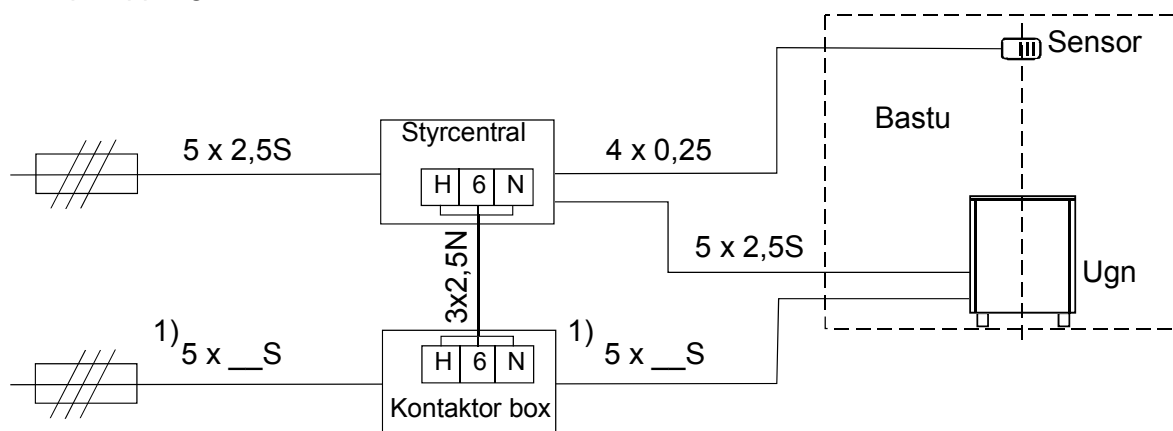 Sensor
Bastu
Styrcentral
5 x 2,5S
4 x 0,25
H 6 N
5 x 2,5S
3x2,5N
Ugn
1)
5 x __S
1)
5 x __S
H 6 N
Kontaktor box